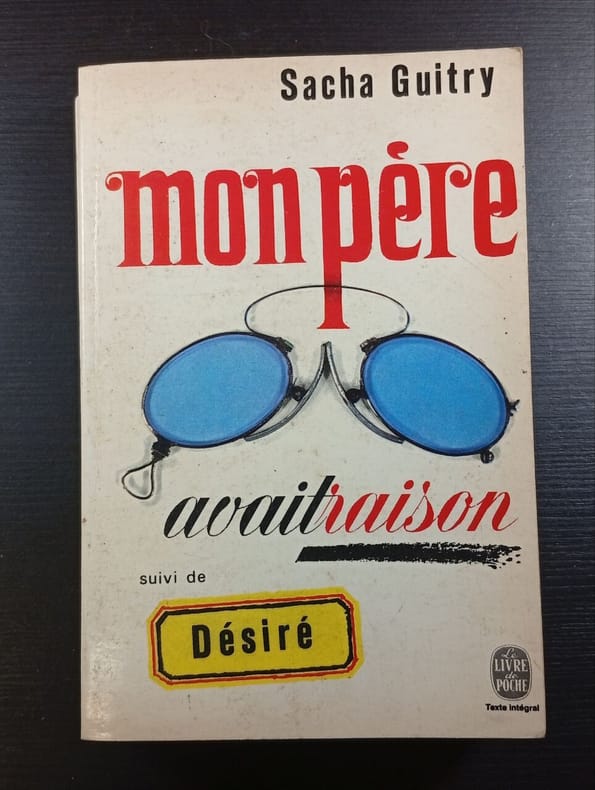 Sacha Guitry
mon père
avait raison
suivi de
Désiré
Le
LIVRE
de
POCHE
Texte intégral